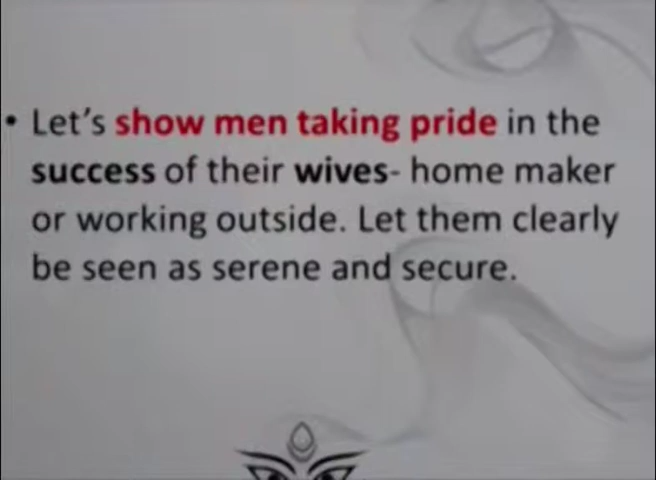 • Let's show men taking pride in the
success of their wives- home maker
or working outside. Let them clearly
be seen as serene and secure.